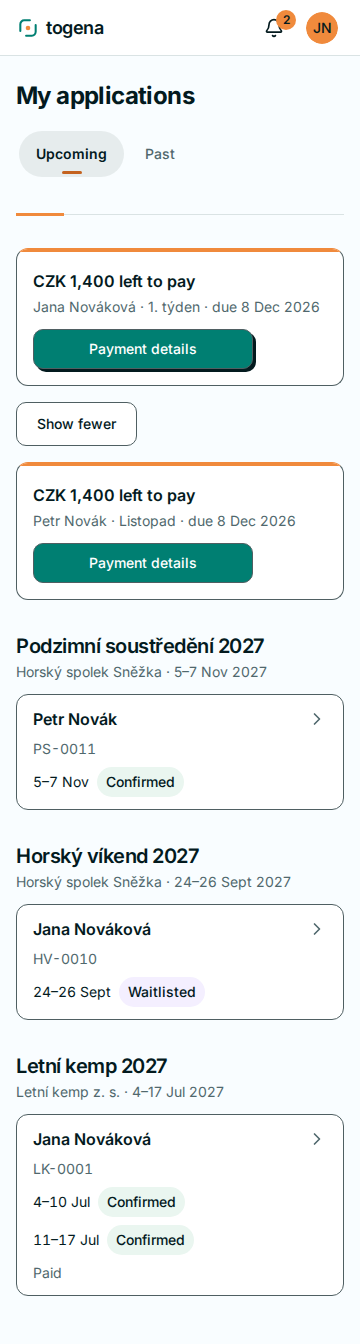 togena
2
JN
My applications
Upcoming
Past
CZK 1,400 left to pay
Jana Nováková · 1. týden · due 8 Dec 2026
Payment details
Show fewer
CZK 1,400 left to pay
Petr Novák · Listopad · due 8 Dec 2026
Payment details
Podzimní soustředění 2027
Horský spolek Sněžka · 5–7 Nov 2027
Petr Novák
PS-0011
5–7 Nov Confirmed
Horský víkend 2027
Horský spolek Sněžka · 24–26 Sept 2027
Jana Nováková
HV-0010
24–26 Sept Waitlisted
Letní kemp 2027
Letní kemp z. s. · 4–17 Jul 2027
Jana Nováková
LK-0001
4–10 Jul Confirmed
11–17 Jul Confirmed
Paid